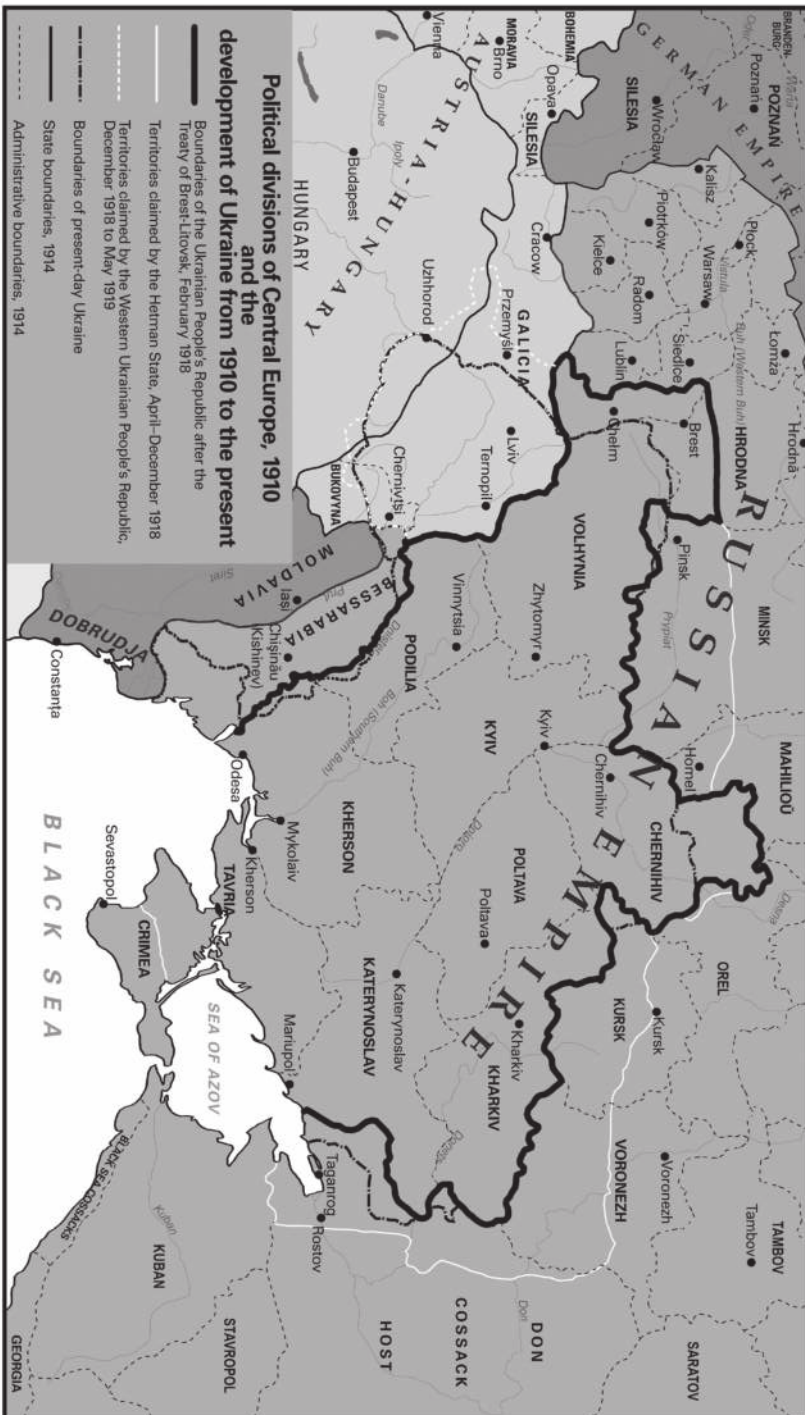 Political divisions of Central Europe, 1910
and the
development of Ukraine from 1910 to the present
Boundaries of the Ukrainian People's Republic after the
Treaty of Brest-Litovsk, February 1918
Territories claimed by the Hetman State, April–December 1918
Territories claimed by the Western Ukrainian People's Republic,
December 1918 to May 1919
Boundaries of present-day Ukraine
State boundaries, 1914
Administrative boundaries, 1914
BRANDEN-
BURG
POZNAŃ
Poznań
Warta
Oder
GERMAN EMPIRE
SILESIA
Wrocław
BOHEMIA
MORAVIA
Brno
Opava
SILESIA
Vienna
AUSTRIA-HUNGARY
Danube
Ipoly
Budapest
HUNGARY
Kalisz
Płock
Łomża
Hrodna
Piotrków
Warsaw
Vistula
Buh (Western Buh)
Kielce
Radom
Siedlce
Lublin
HRODNA
Brest
Chełm
Cracow
GALICIA
Przemyśl
Uzhhorod
Lviv
Ternopil
Chernivtsi
BUKOVYNA
RUSSIAN EMPIRE
MINSK
Pinsk
Prypiat
MAHILIOŬ
Homel
VOLHYNIA
Zhytomyr
Vinnytsia
PODILIA
KYIV
Kyiv
Chernihiv
CHERNIHIV
Desna
OREL
Kursk
KURSK
VORONEZH
Voronezh
TAMBOV
Tambov
SARATOV
POLTAVA
Poltava
Dnipro
Kharkiv
KHARKIV
Donets
DON
COSSACK
HOST
Don
KHERSON
Boh (Southern Buh)
Dnister
KATERYNOSLAV
Katerynoslav
Mykolaiv
Kherson
Odesa
TAVRIA
Mariupol
Taganrog
Rostov
MOLDAVIA
Siret
Iași
Prut
BESSARABIA
Chișinău
(Kishinev)
DOBRUDJA
Constanța
BLACK SEA
Sevastopol
CRIMEA
SEA OF AZOV
BLACK SEA COSSACKS
Kuban
KUBAN
STAVROPOL
GEORGIA